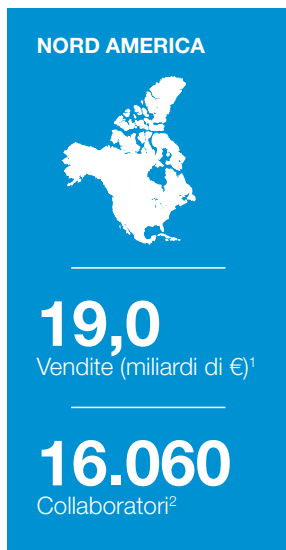 NORD AMERICA
19,0
Vendite (miliardi di €)¹
16.060
Collaboratori²